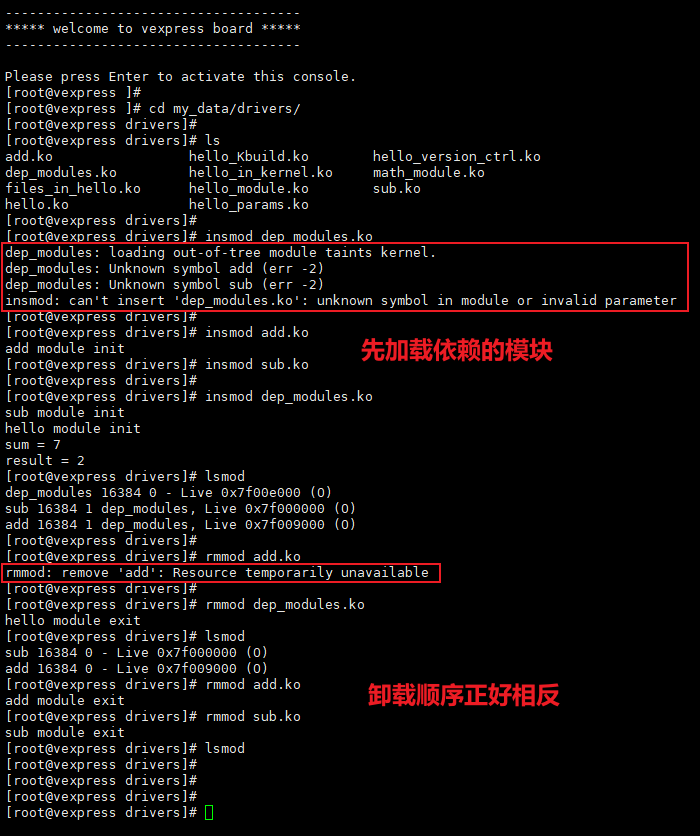 -------------------------------------
***** welcome to vexpress board *****
-------------------------------------
Please press Enter to activate this console.
[root@vexpress ]#
[root@vexpress ]# cd my_data/drivers/
[root@vexpress drivers]#
[root@vexpress drivers]# ls
add.ko hello_Kbuild.ko hello_version_ctrl.ko
dep_modules.ko hello_in_kernel.ko math_module.ko
files_in_hello.ko hello_module.ko sub.ko
hello.ko hello_params.ko
[root@vexpress drivers]#
[root@vexpress drivers]# insmod dep_modules.ko
dep_modules: loading out-of-tree module taints kernel.
dep_modules: Unknown symbol add (err -2)
dep_modules: Unknown symbol sub (err -2)
insmod: can't insert 'dep_modules.ko': unknown symbol in module or invalid parameter
[root@vexpress drivers]#
[root@vexpress drivers]# insmod add.ko
add module init
先加载依赖的模块
[root@vexpress drivers]# insmod sub.ko
[root@vexpress drivers]#
[root@vexpress drivers]# insmod dep_modules.ko
sub module init
hello module init
sum = 7
result = 2
[root@vexpress drivers]# lsmod
dep_modules 16384 0 - Live 0x7f00e000 (O)
sub 16384 1 dep_modules, Live 0x7f000000 (O)
add 16384 1 dep_modules, Live 0x7f009000 (O)
[root@vexpress drivers]#
[root@vexpress drivers]# rmmod add.ko
rmmod: remove 'add': Resource temporarily unavailable
[root@vexpress drivers]#
[root@vexpress drivers]# rmmod dep_modules.ko
hello module exit
[root@vexpress drivers]# lsmod
sub 16384 0 - Live 0x7f000000 (O)
add 16384 0 - Live 0x7f009000 (O)
[root@vexpress drivers]# rmmod add.ko
add module exit
卸载顺序正好相反
[root@vexpress drivers]# rmmod sub.ko
sub module exit
[root@vexpress drivers]# lsmod
[root@vexpress drivers]#
[root@vexpress drivers]#
[root@vexpress drivers]#
[root@vexpress drivers]#